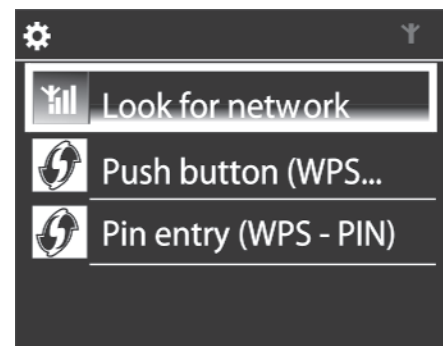 Look for network
Push button (WPS...
Pin entry (WPS - PIN)